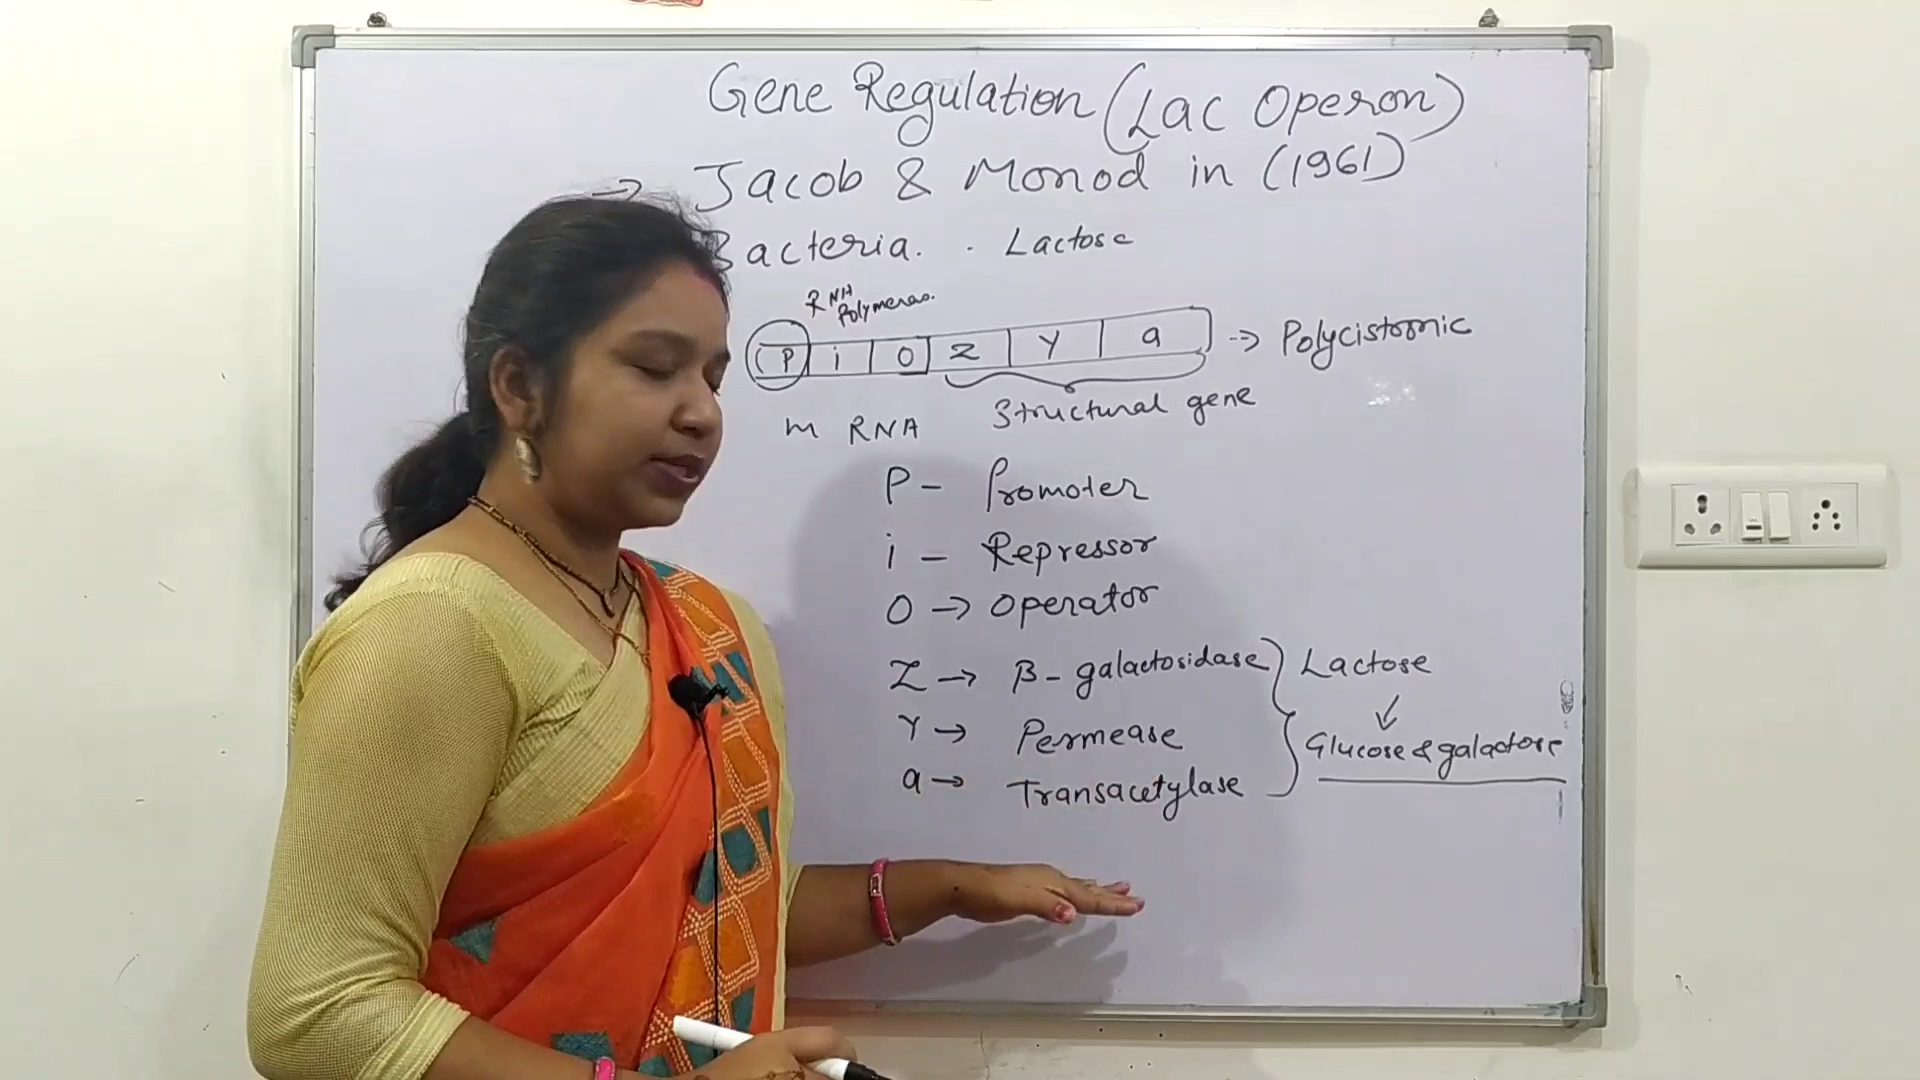 Gene Regulation (Lac Operon)
→ Jacob & Monod in (1961)
Bacteria. . Lactose
RNA Polymeras.
P i O Z Y a --> Polycistronic
Structural gene
m RNA
P - Promoter
i - Repressor
O → Operator
Z → β - galactosidase
Y → Permease
a → Transacetylase
Lactose
↓
Glucose & galactose